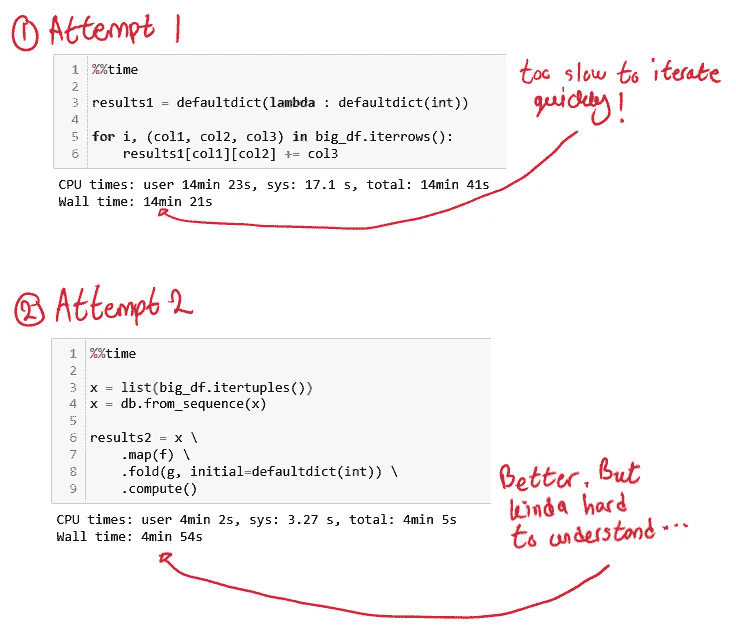 ① Attempt 1
1 %%time
2
3 results1 = defaultdict(lambda : defaultdict(int))
4
5 for i, (col1, col2, col3) in big_df.iterrows():
6     results1[col1][col2] += col3
CPU times: user 14min 23s, sys: 17.1 s, total: 14min 41s
Wall time: 14min 21s
too slow to iterate
quickly!
② Attempt 2
1 %%time
2
3 x = list(big_df.itertuples())
4 x = db.from_sequence(x)
5
6 results2 = x \
7     .map(f) \
8     .fold(g, initial=defaultdict(int)) \
9     .compute()
CPU times: user 4min 2s, sys: 3.27 s, total: 4min 5s
Wall time: 4min 54s
Better. But
kinda hard
to understand...